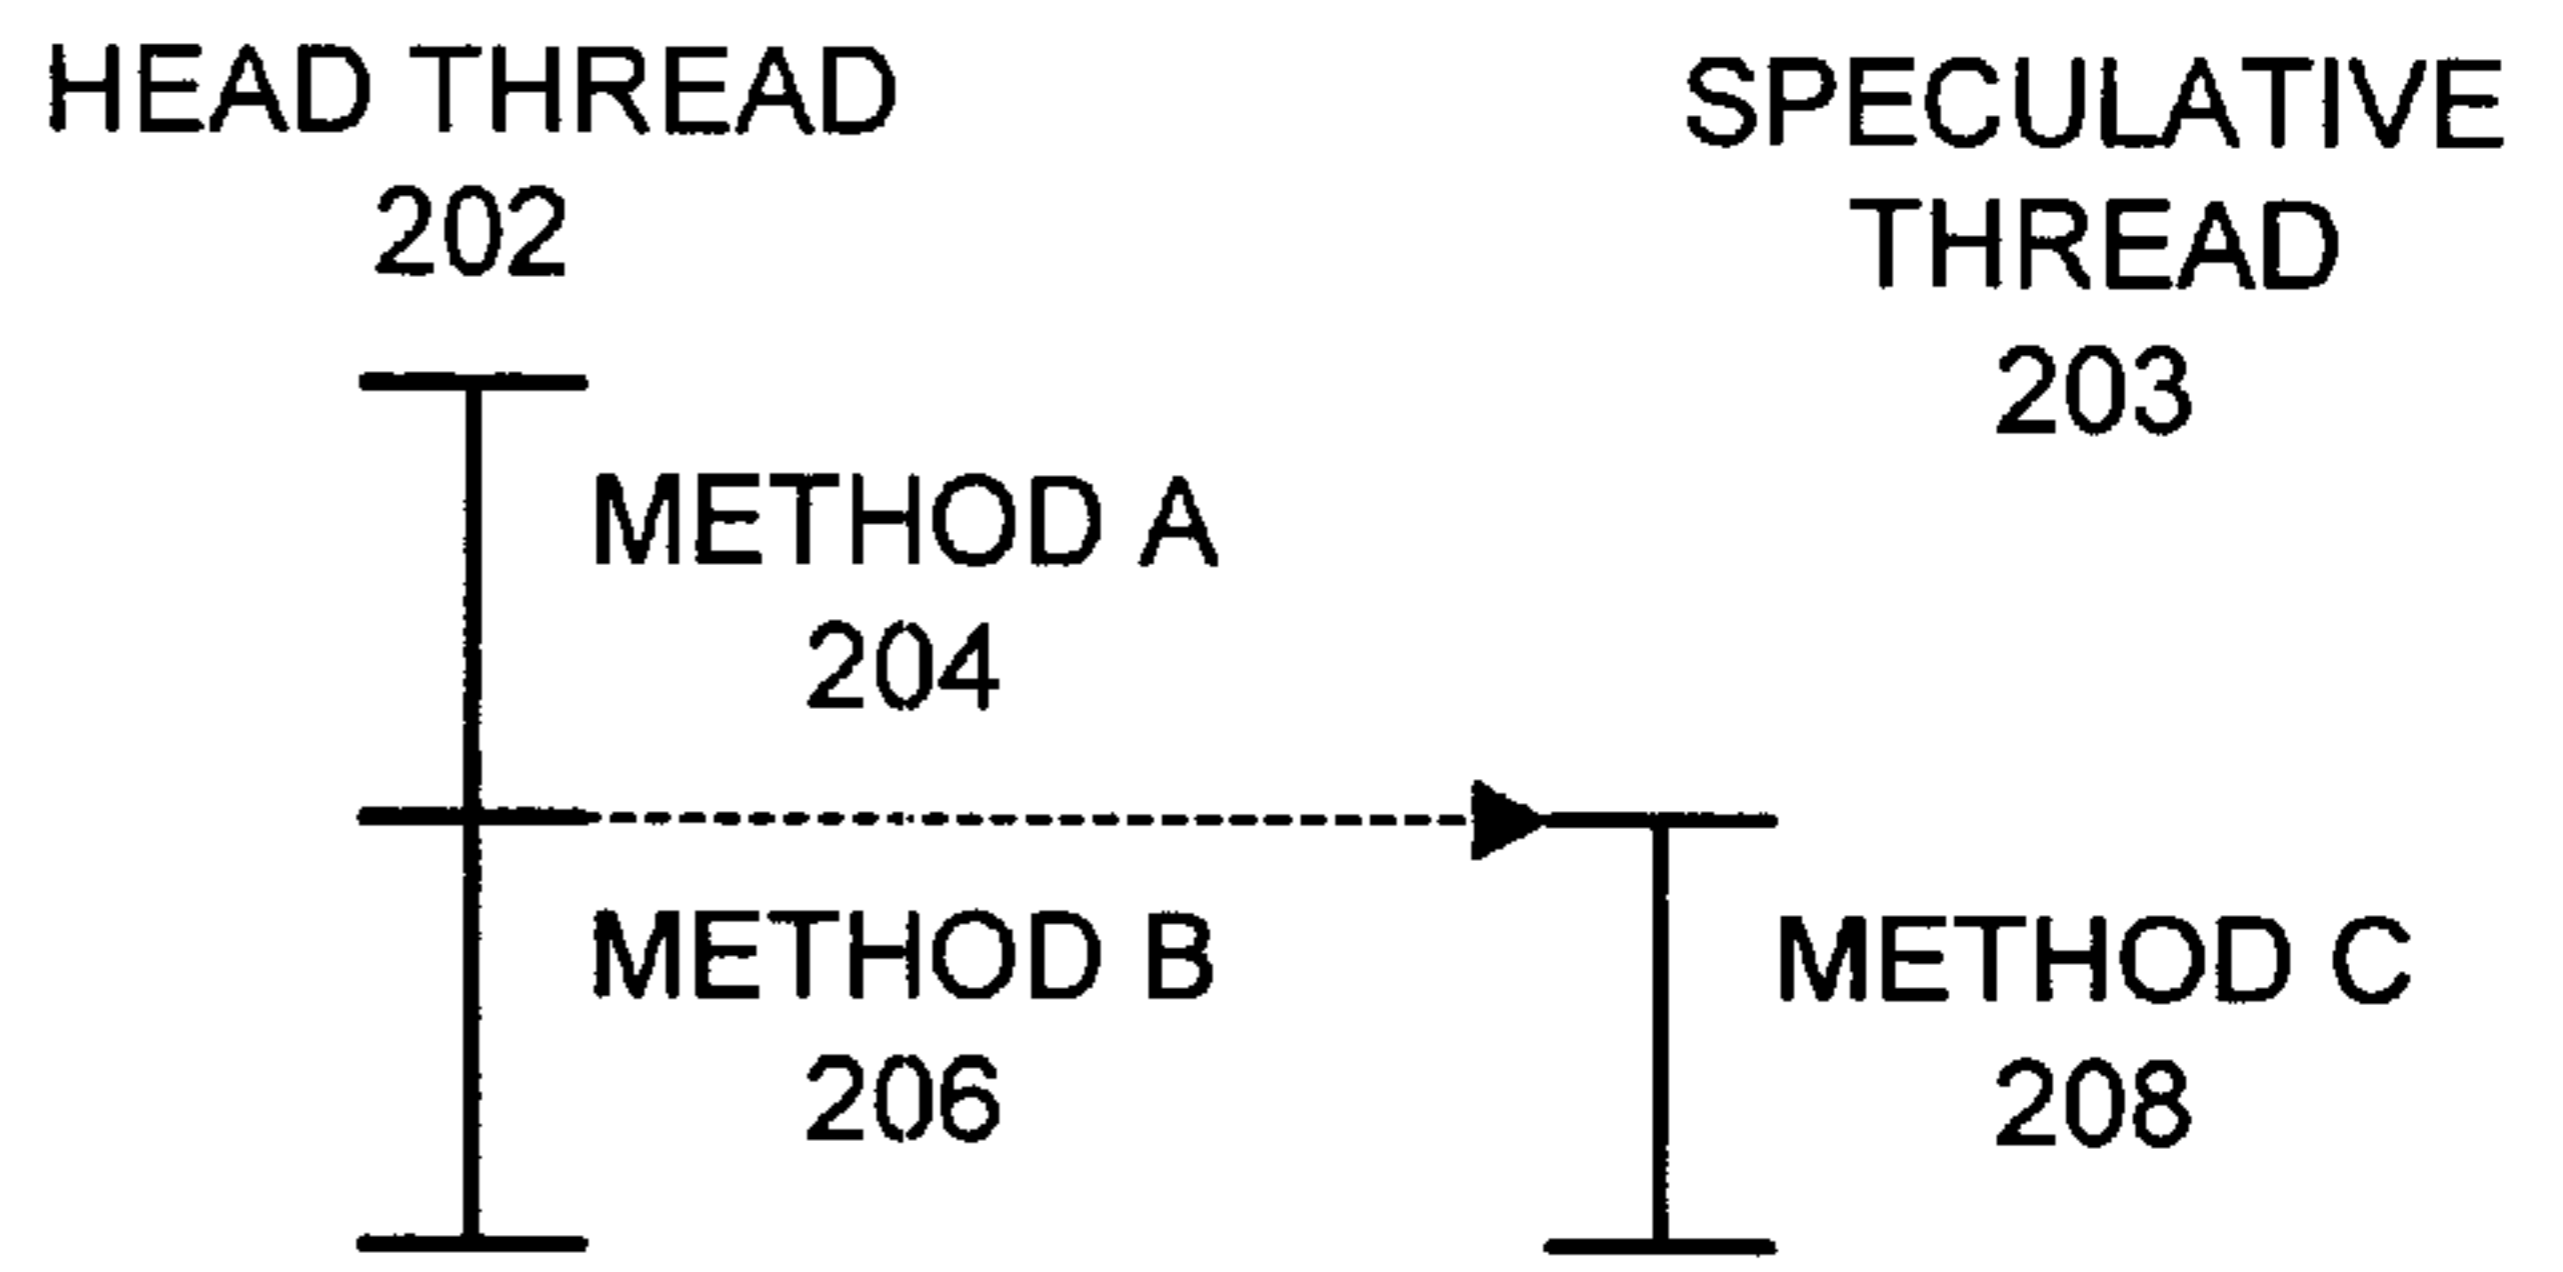 HEAD THREAD
202
SPECULATIVE
THREAD
203
METHOD A
204
METHOD B
206
METHOD C
208